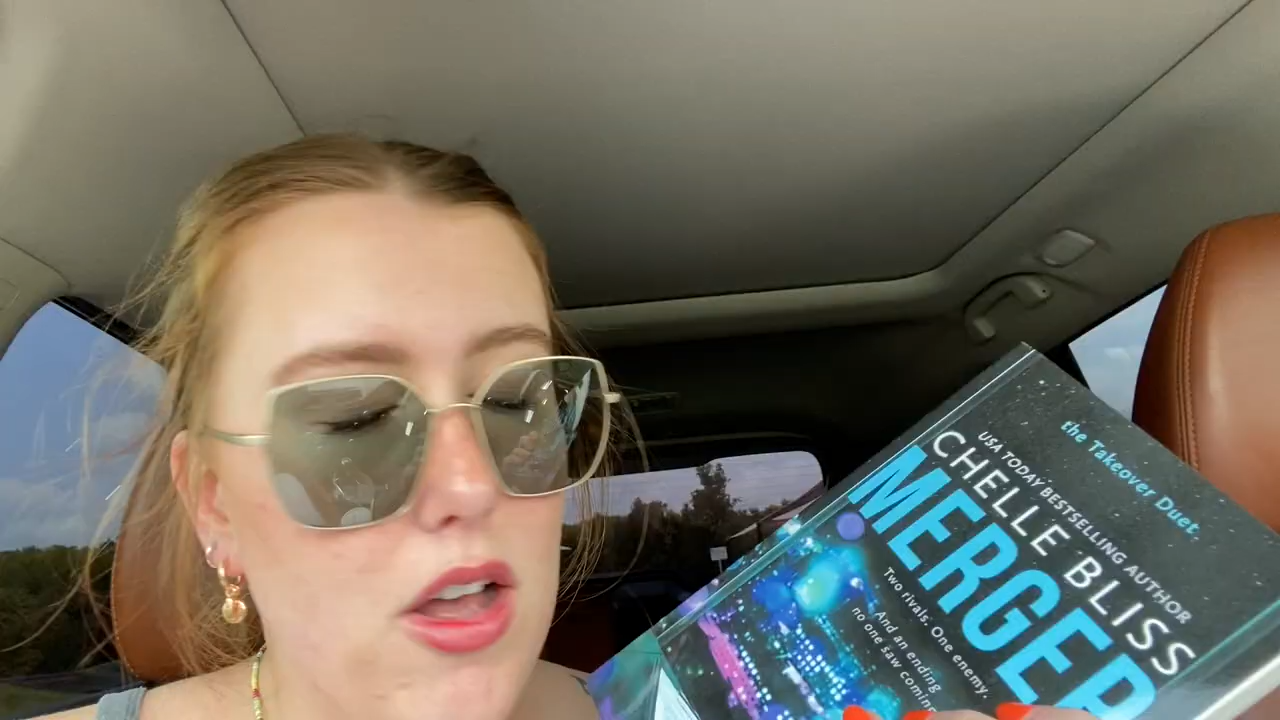 the Takeover Duet
USA TODAY BESTSELLING AUTHOR
CHELLE BLISS
MERGER
Two rivals. One enemy.
And an ending
no one saw coming